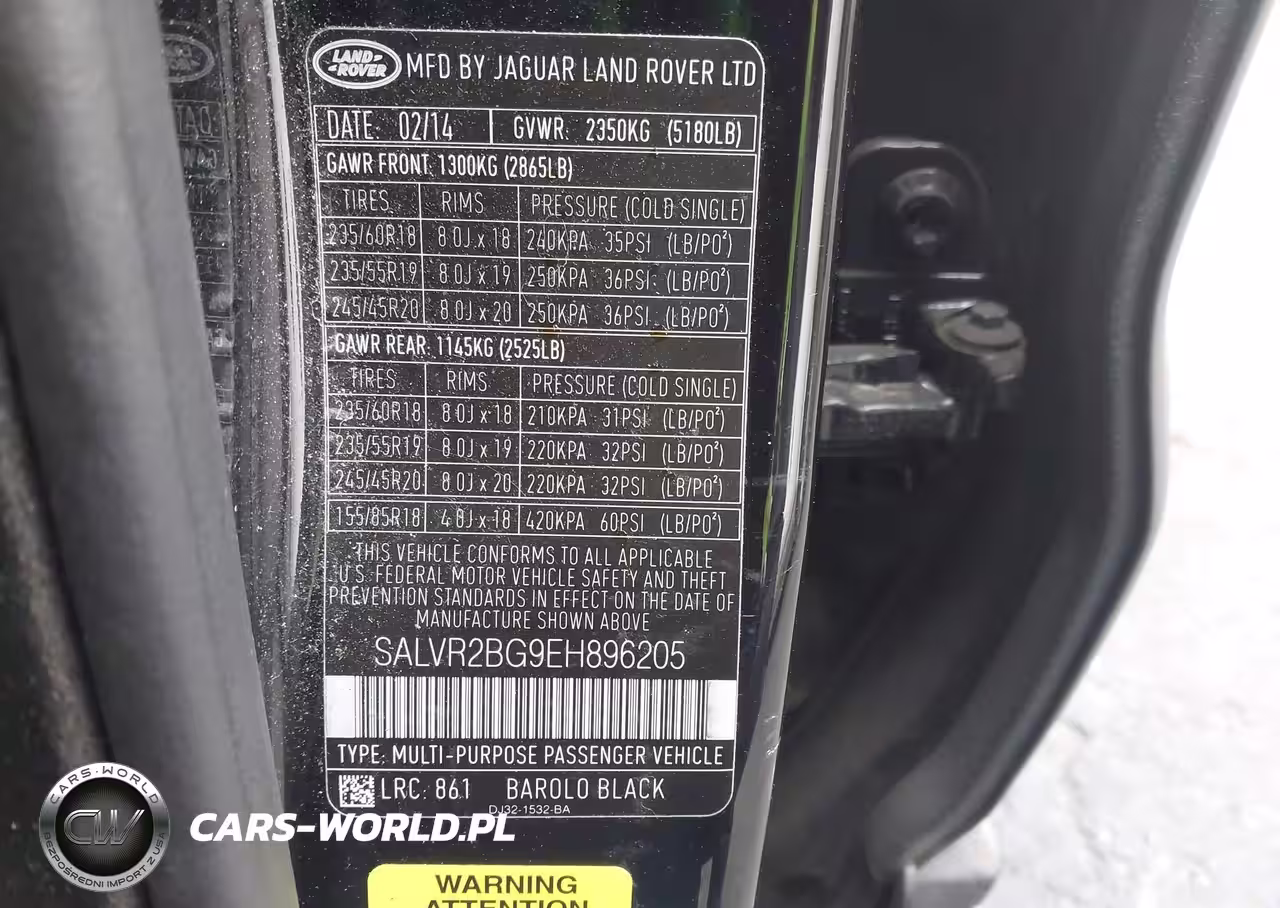 LAND-
-ROVER
MFD BY JAGUAR LAND ROVER LTD
DATE: 02/14 GVWR: 2350KG (5180LB)
GAWR FRONT: 1300KG (2865LB)
TIRES RIMS PRESSURE (COLD SINGLE)
235/60R18 8.0J x 18 240KPA 35PSI (LB/PO²)
235/55R19 8.0J x 19 250KPA 36PSI (LB/PO²)
245/45R20 8.0J x 20 250KPA 36PSI (LB/PO²)
GAWR REAR: 1145KG (2525LB)
TIRES RIMS PRESSURE (COLD SINGLE)
235/60R18 8.0J x 18 210KPA 31PSI (LB/PO²)
235/55R19 8.0J x 19 220KPA 32PSI (LB/PO²)
245/45R20 8.0J x 20 220KPA 32PSI (LB/PO²)
155/85R18 4.0J x 18 420KPA 60PSI (LB/PO²)
THIS VEHICLE CONFORMS TO ALL APPLICABLE
U.S. FEDERAL MOTOR VEHICLE SAFETY AND THEFT
PREVENTION STANDARDS IN EFFECT ON THE DATE OF
MANUFACTURE SHOWN ABOVE
SALVR2BG9EH896205
TYPE: MULTI-PURPOSE PASSENGER VEHICLE
LRC: 861 BAROLO BLACK
DJ32-1532-BA
CARS-WORLD
CW
BEZPOŚREDNI IMPORT Z USA
CARS-WORLD.PL
WARNING
ATTENTION